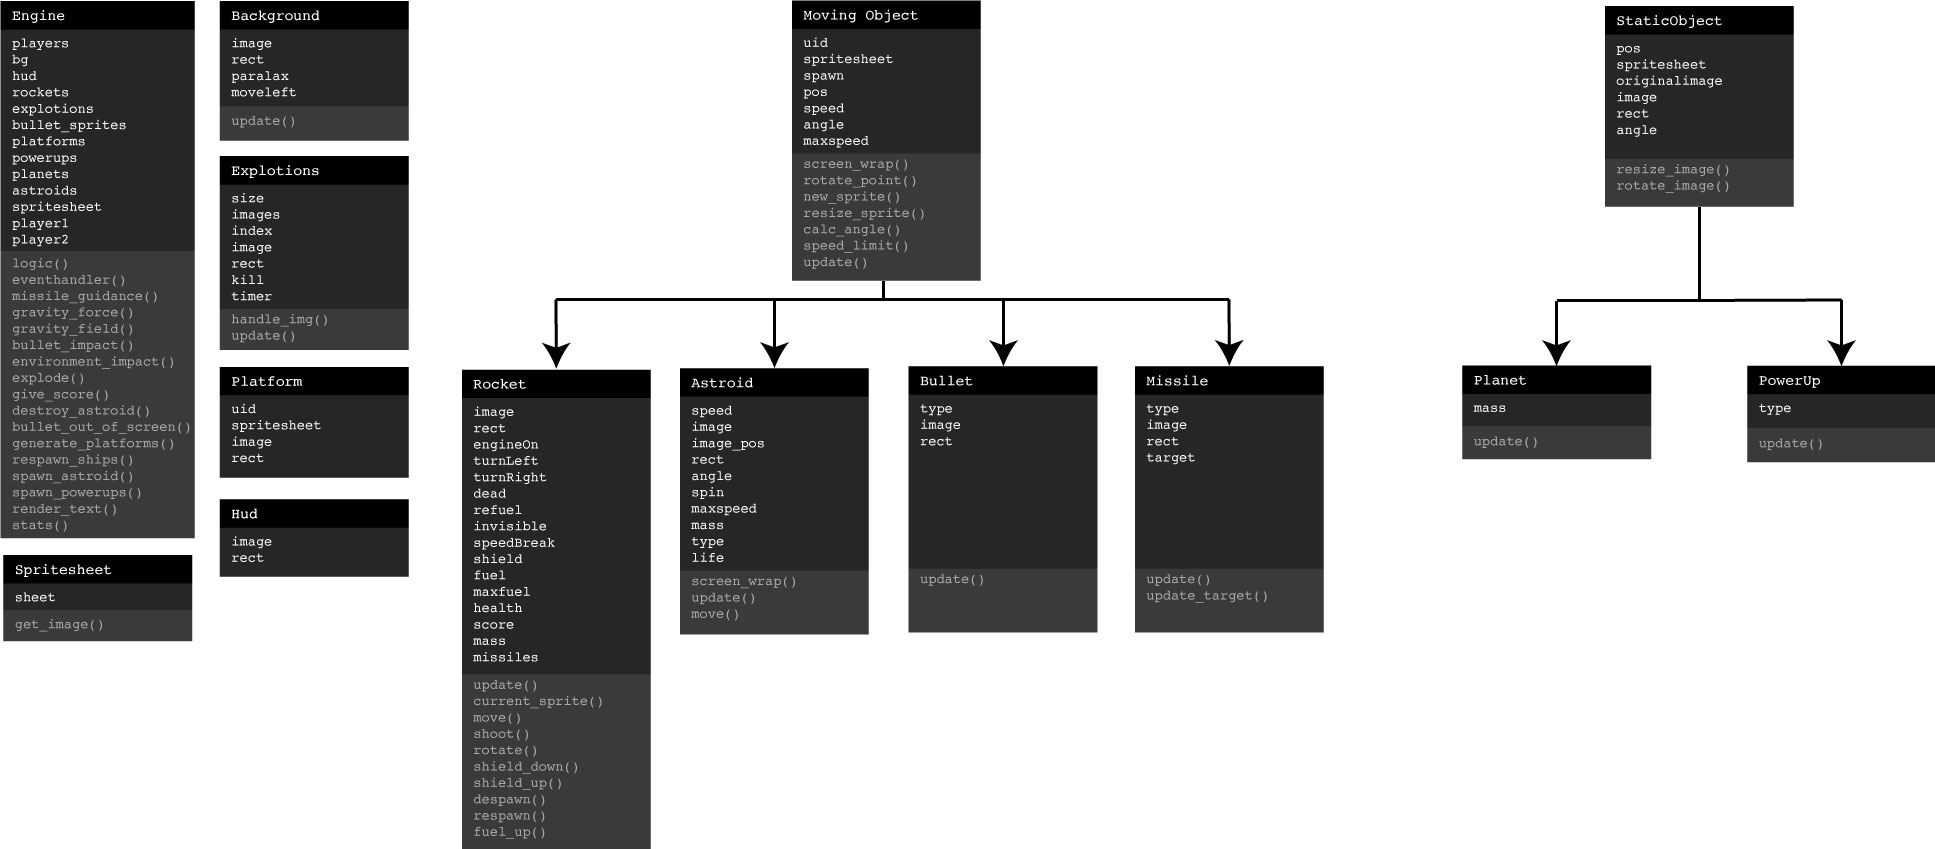 Engine
players
bg
hud
rockets
explotions
bullet_sprites
platforms
powerups
planets
astroids
spritesheet
player1
player2
logic()
eventhandler()
missile_guidance()
gravity_force()
gravity_field()
bullet_impact()
environment_impact()
explode()
give_score()
destroy_astroid()
bullet_out_of_screen()
generate_platforms()
respawn_ships()
spawn_astroid()
spawn_powerups()
render_text()
stats()
Spritesheet
sheet
get_image()
Background
image
rect
paralax
moveleft
update()
Explotions
size
images
index
image
rect
kill
timer
handle_img()
update()
Platform
uid
spritesheet
image
rect
Hud
image
rect
Moving Object
uid
spritesheet
spawn
pos
speed
angle
maxspeed
screen_wrap()
rotate_point()
new_sprite()
resize_sprite()
calc_angle()
speed_limit()
update()
Rocket
image
rect
engineOn
turnLeft
turnRight
dead
refuel
invisible
speedBreak
shield
fuel
maxfuel
health
score
mass
missiles
update()
current_sprite()
move()
shoot()
rotate()
shield_down()
shield_up()
despawn()
respawn()
fuel_up()
Astroid
speed
image
image_pos
rect
angle
spin
maxspeed
mass
type
life
screen_wrap()
update()
move()
Bullet
type
image
rect
update()
Missile
type
image
rect
target
update()
update_target()
StaticObject
pos
spritesheet
originalimage
image
rect
angle
resize_image()
rotate_image()
Planet
mass
update()
PowerUp
type
update()